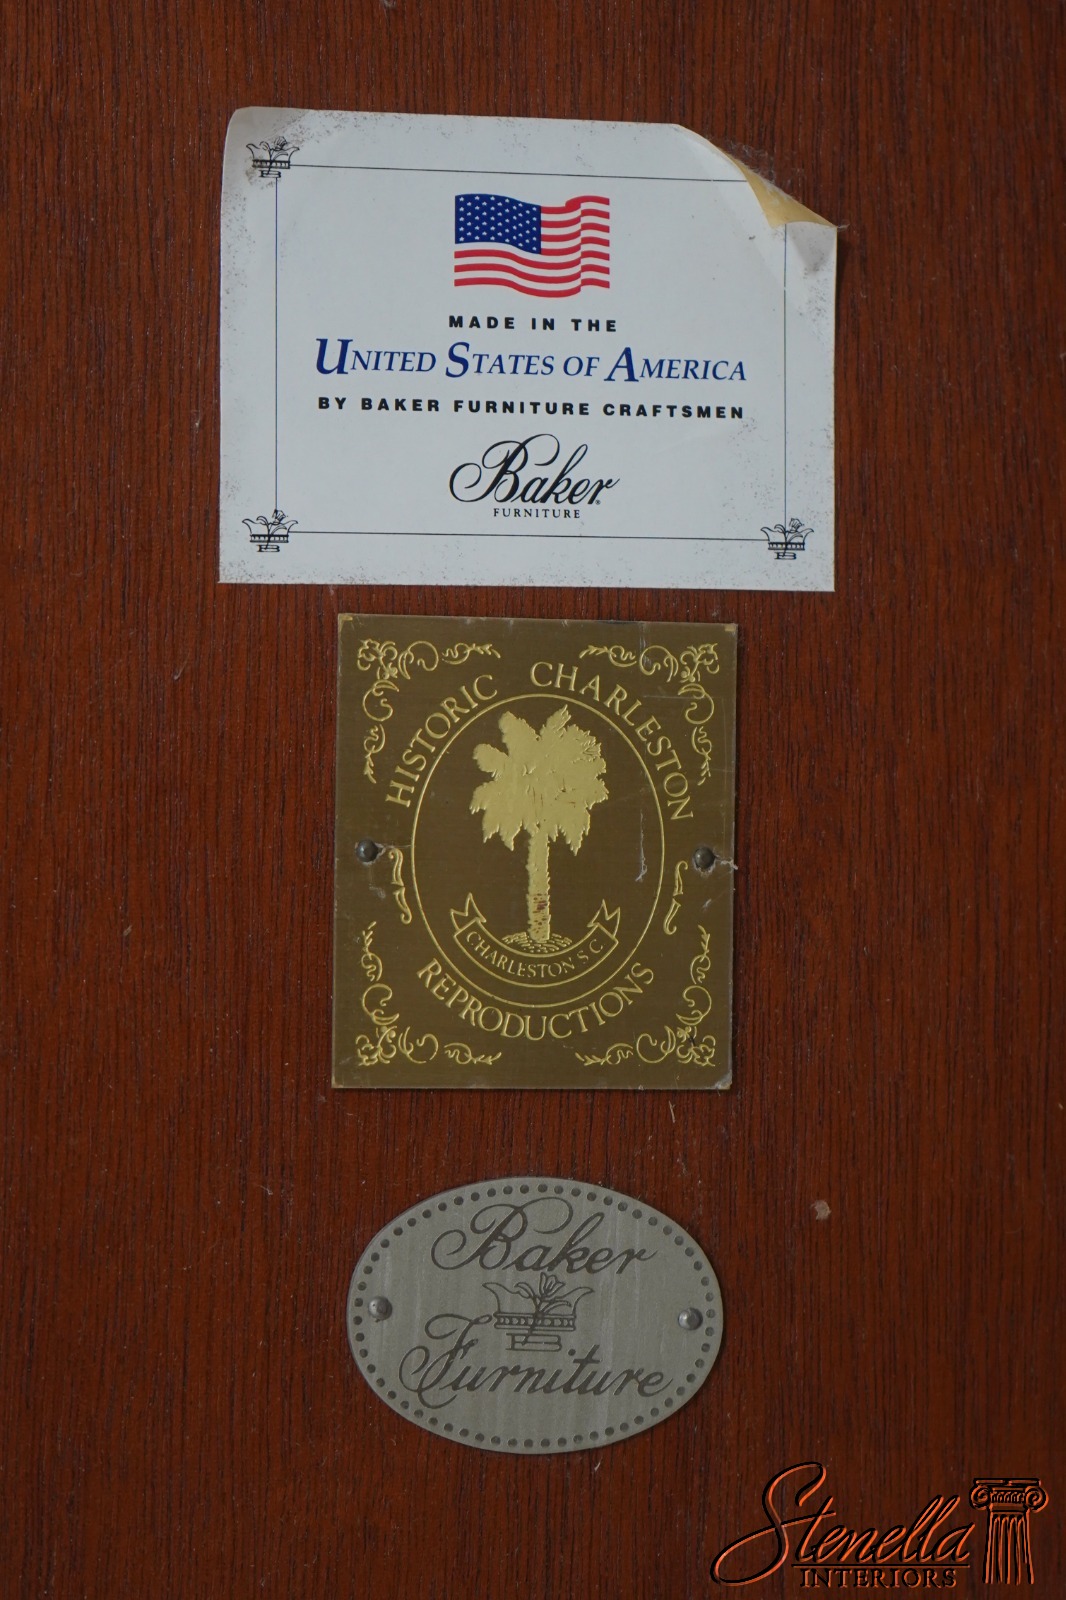 MADE IN THE
UNITED STATES OF AMERICA
BY BAKER FURNITURE CRAFTSMEN
Baker
FURNITURE
HISTORIC CHARLESTON
CHARLESTON S.C.
REPRODUCTIONS
Baker
Furniture
Stenella
INTERIORS